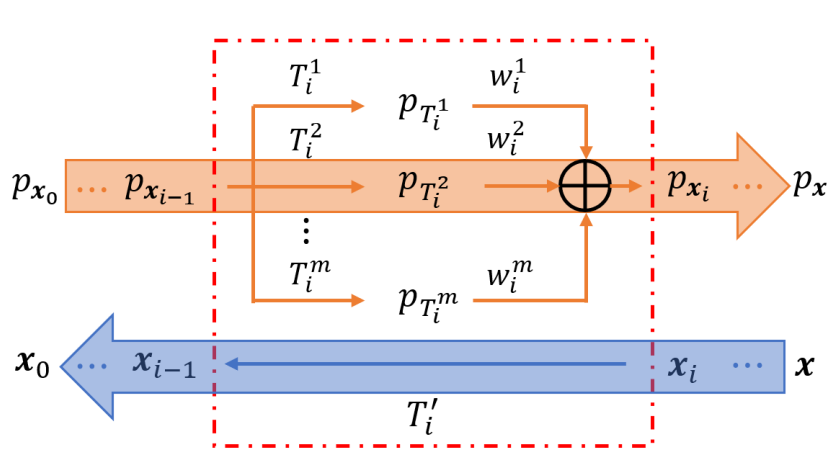 $T_i^1$ $w_i^1$
$p_{T_i^1}$
$T_i^2$ $w_i^2$
$p_{\boldsymbol{x}_0}$ ⋯ $p_{\boldsymbol{x}_{i-1}}$ $p_{T_i^2}$ $p_{\boldsymbol{x}_i}$ ⋯ $p_{\boldsymbol{x}}$
⋮
$T_i^m$ $w_i^m$
$p_{T_i^m}$
$\boldsymbol{x}_0$ ⋯ $\boldsymbol{x}_{i-1}$ $\boldsymbol{x}_i$ ⋯ $\boldsymbol{x}$
$T_i'$